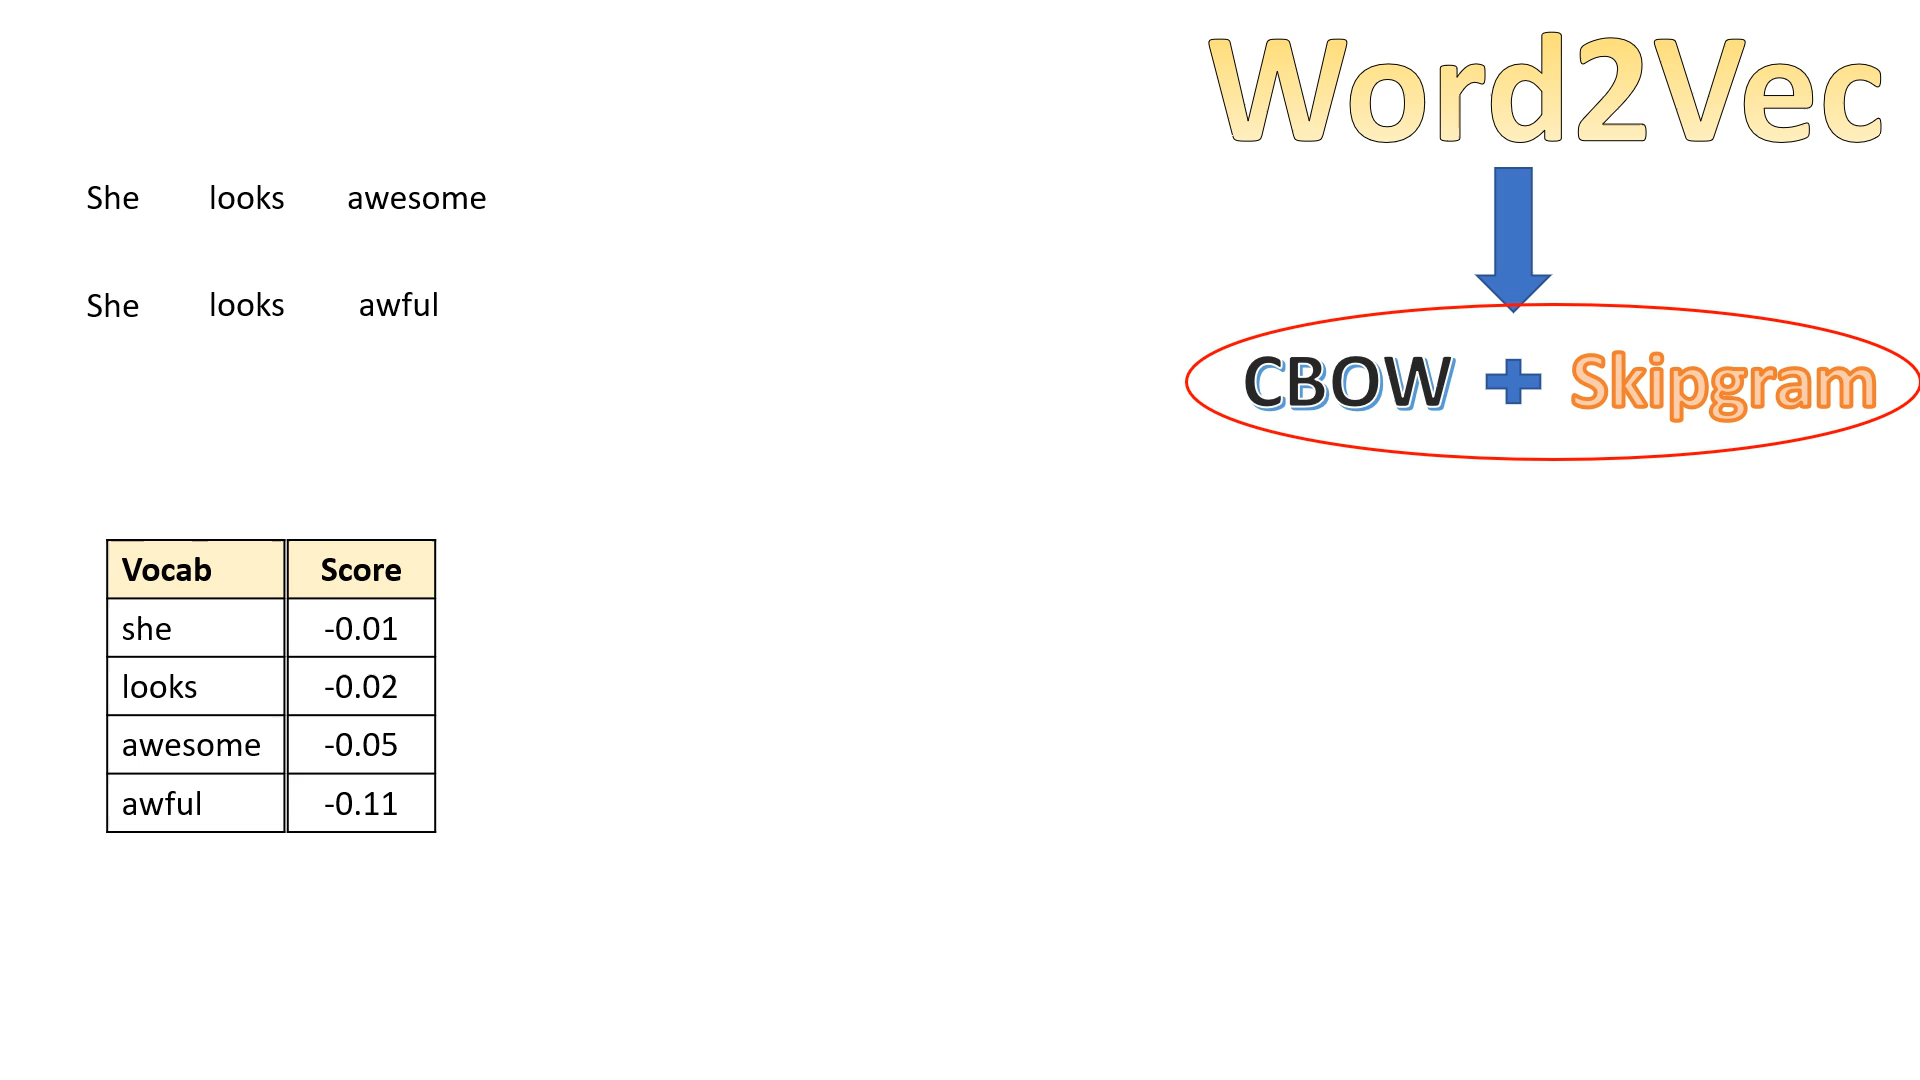 Word2Vec
She looks awesome
She looks awful
CBOW + Skipgram
Vocab Score
she -0.01
looks -0.02
awesome -0.05
awful -0.11